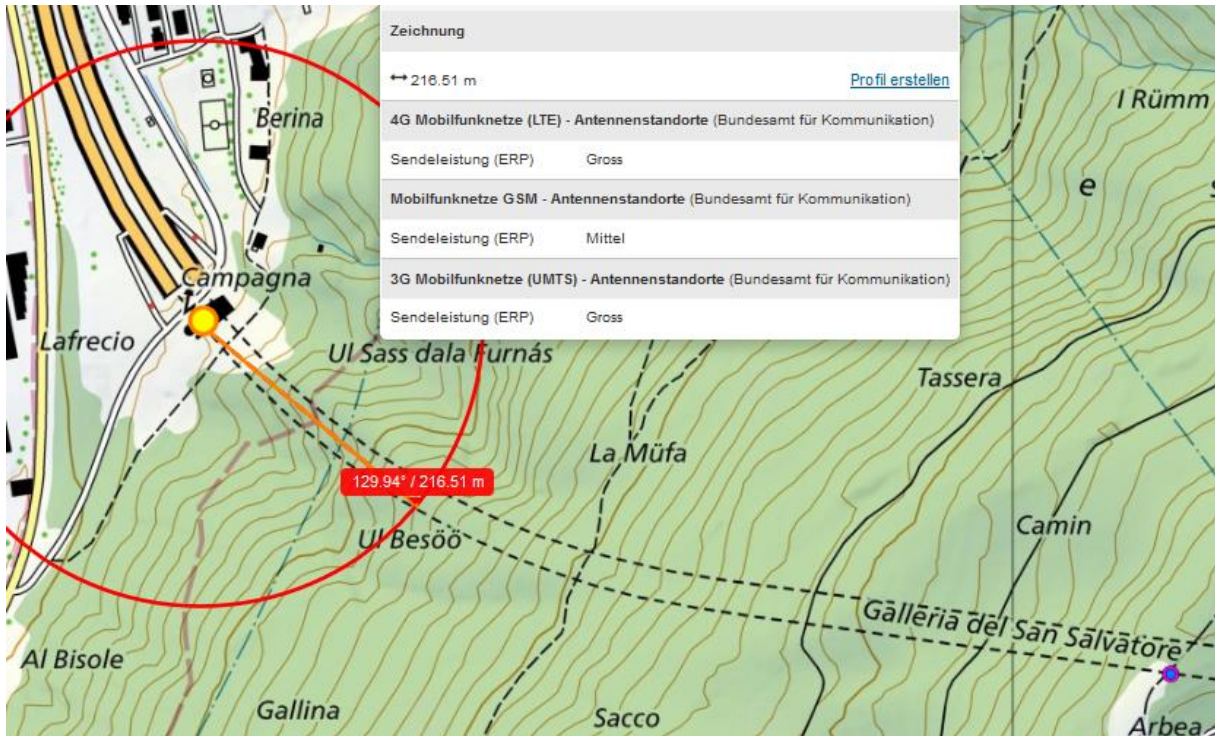 Zeichnung
↔ 216.51 m Profil erstellen
4G Mobilfunknetze (LTE) - Antennenstandorte (Bundesamt für Kommunikation)
Sendeleistung (ERP) Gross
Mobilfunknetze GSM - Antennenstandorte (Bundesamt für Kommunikation)
Sendeleistung (ERP) Mittel
3G Mobilfunknetze (UMTS) - Antennenstandorte (Bundesamt für Kommunikation)
Sendeleistung (ERP) Gross
I Rümm
Berina
e
Campagna
Lafrecio
Ul Sass dala Furnás
Tassera
La Müfa
129.94° / 216.51 m
Ul Besöö
Camin
Galleria del San Salvatore
Al Bisole
Gallina
Sacco
Arbea